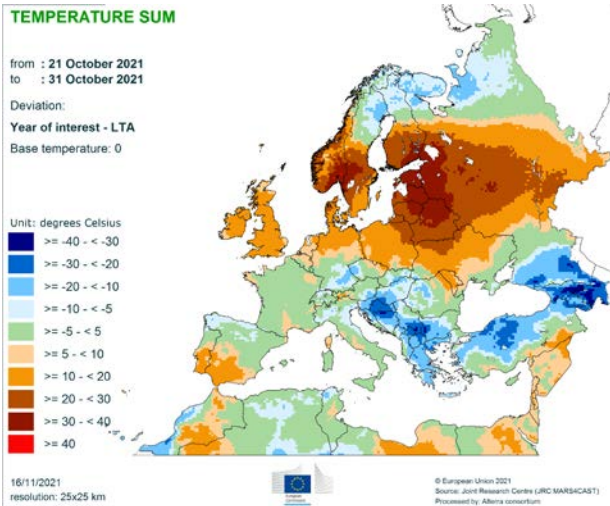 TEMPERATURE SUM
from : 21 October 2021
to : 31 October 2021
Deviation:
Year of interest - LTA
Base temperature: 0
Unit: degrees Celsius
>= -40 - < -30
>= -30 - < -20
>= -20 - < -10
>= -10 - < -5
>= -5 - < 5
>= 5 - < 10
>= 10 - < 20
>= 20 - < 30
>= 30 - < 40
>= 40
16/11/2021
resolution: 25x25 km
European
Commission
© European Union 2021
Source: Joint Research Centre (JRC MARS4CAST)
Processed by: Alterra consortium